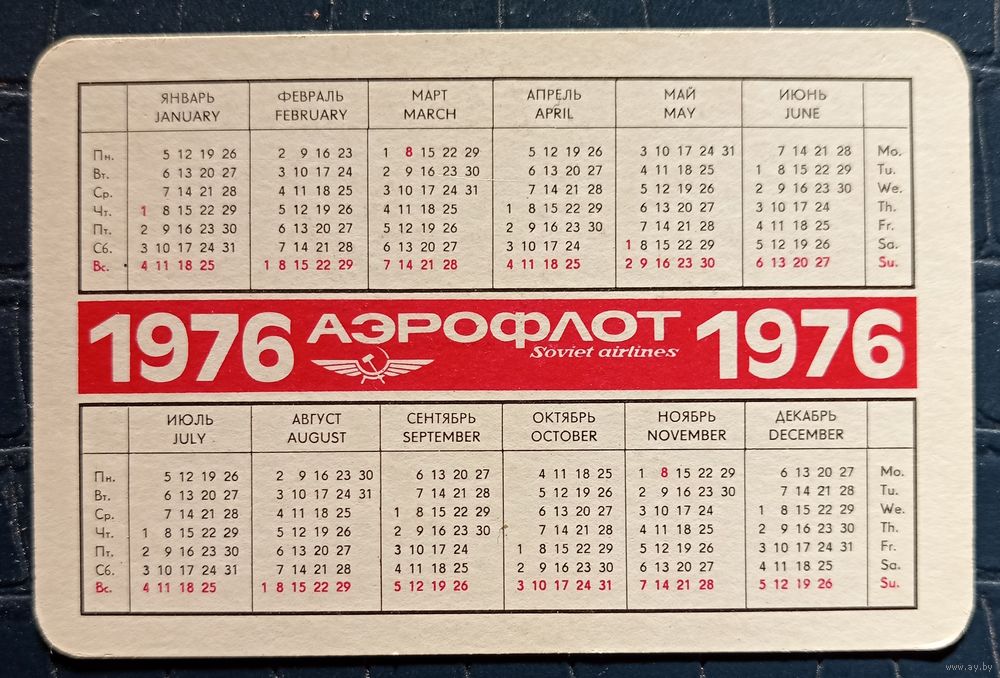 ЯНВАРЬ ФЕВРАЛЬ МАРТ АПРЕЛЬ МАЙ ИЮНЬ
JANUARY FEBRUARY MARCH APRIL MAY JUNE
Пн. 5 12 19 26 2 9 16 23 1 8 15 22 29 5 12 19 26 3 10 17 24 31 7 14 21 28 Mo.
Вт. 6 13 20 27 3 10 17 24 2 9 16 23 30 6 13 20 27 4 11 18 25 1 8 15 22 29 Tu.
Ср. 7 14 21 28 4 11 18 25 3 10 17 24 31 7 14 21 28 5 12 19 26 2 9 16 23 30 We.
Чт. 1 8 15 22 29 5 12 19 26 4 11 18 25 1 8 15 22 29 6 13 20 27 3 10 17 24 Th.
Пт. 2 9 16 23 30 6 13 20 27 5 12 19 26 2 9 16 23 30 7 14 21 28 4 11 18 25 Fr.
Сб. 3 10 17 24 31 7 14 21 28 6 13 20 27 3 10 17 24 1 8 15 22 29 5 12 19 26 Sa.
Вс. 4 11 18 25 1 8 15 22 29 7 14 21 28 4 11 18 25 2 9 16 23 30 6 13 20 27 Su.
1976 АЭРОФЛОТ 1976
Soviet airlines
ИЮЛЬ АВГУСТ СЕНТЯБРЬ ОКТЯБРЬ НОЯБРЬ ДЕКАБРЬ
JULY AUGUST SEPTEMBER OCTOBER NOVEMBER DECEMBER
Пн. 5 12 19 26 2 9 16 23 30 6 13 20 27 4 11 18 25 1 8 15 22 29 6 13 20 27 Mo.
Вт. 6 13 20 27 3 10 17 24 31 7 14 21 28 5 12 19 26 2 9 16 23 30 7 14 21 28 Tu.
Ср. 7 14 21 28 4 11 18 25 1 8 15 22 29 6 13 20 27 3 10 17 24 1 8 15 22 29 We.
Чт. 1 8 15 22 29 5 12 19 26 2 9 16 23 30 7 14 21 28 4 11 18 25 2 9 16 23 30 Th.
Пт. 2 9 16 23 30 6 13 20 27 3 10 17 24 1 8 15 22 29 5 12 19 26 3 10 17 24 31 Fr.
Сб. 3 10 17 24 31 7 14 21 28 4 11 18 25 2 9 16 23 30 6 13 20 27 4 11 18 25 Sa.
Вс. 4 11 18 25 1 8 15 22 29 5 12 19 26 3 10 17 24 31 7 14 21 28 5 12 19 26 Su.
www.ay.by